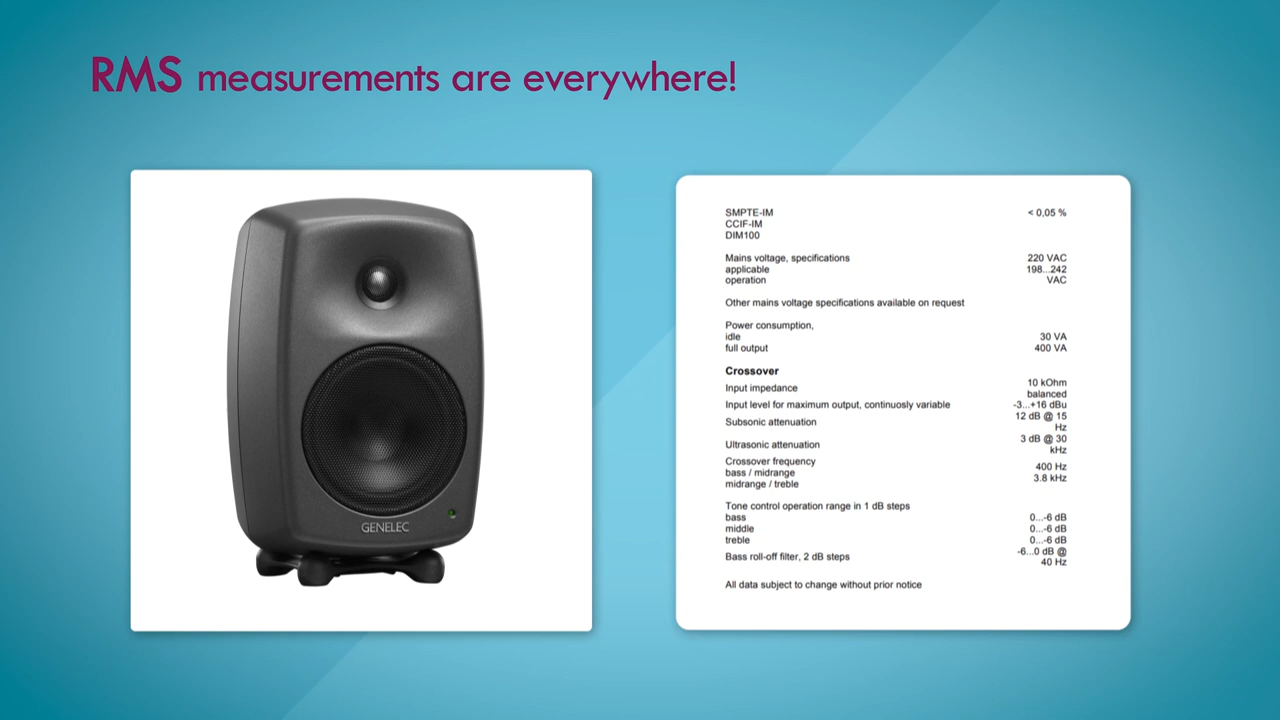 RMS measurements are everywhere!
GENELEC
SMPTE-IM < 0,05 %
CCIF-IM
DIM100
Mains voltage, specifications 220 VAC
applicable 198...242
operation VAC
Other mains voltage specifications available on request
Power consumption,
idle 30 VA
full output 400 VA
Crossover
Input impedance 10 kOhm
balanced
Input level for maximum output, continuosly variable -3...+16 dBu
Subsonic attenuation 12 dB @ 15
Hz
Ultrasonic attenuation 3 dB @ 30
kHz
Crossover frequency
bass / midrange 400 Hz
midrange / treble 3.8 kHz
Tone control operation range in 1 dB steps
bass 0...-6 dB
middle 0...-6 dB
treble 0...-6 dB
Bass roll-off filter, 2 dB steps -6...0 dB @
40 Hz
All data subject to change without prior notice